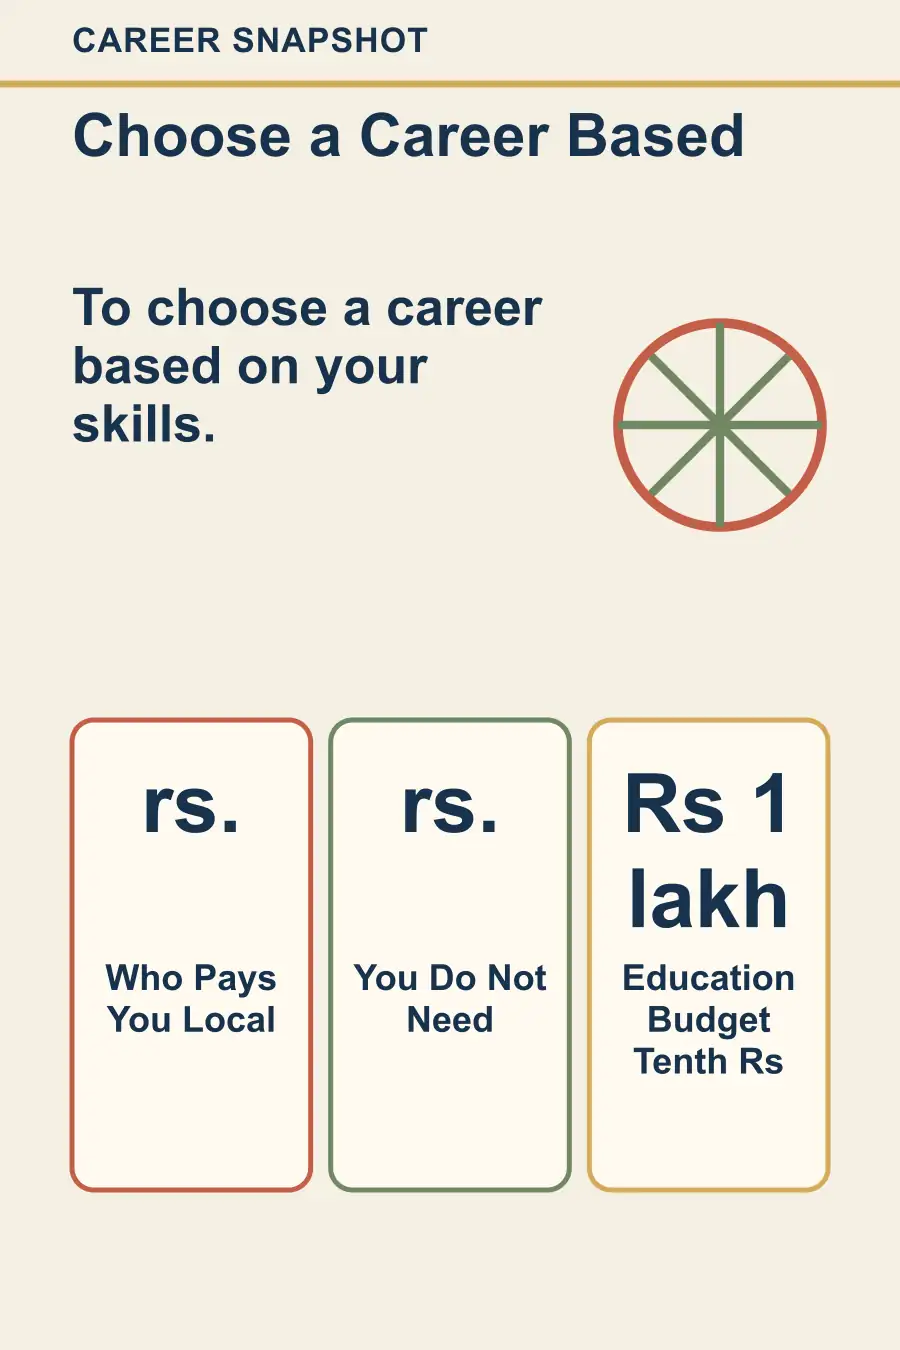 CAREER SNAPSHOT
Choose a Career Based
To choose a career
based on your
skills.
rs.
Who Pays
You Local
rs.
You Do Not
Need
Rs 1
lakh
Education
Budget
Tenth Rs